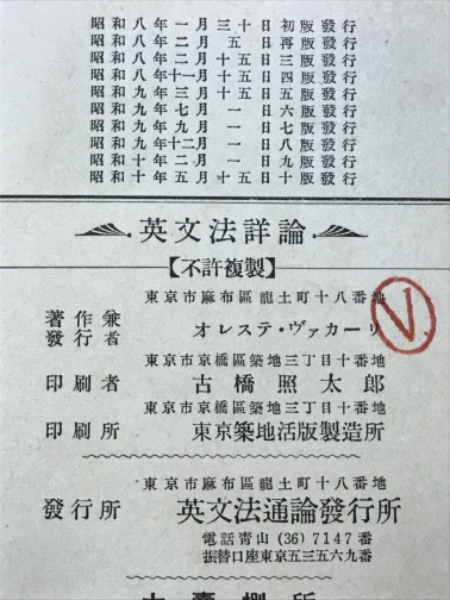 昭和八年一月三十日初版發行
昭和八年二月五日再版發行
昭和八年二月十五日三版發行
昭和八年十一月十五日四版發行
昭和九年三月十五日五版發行
昭和九年七月一日六版發行
昭和九年九月一日七版發行
昭和九年十二月一日八版發行
昭和十年二月一日九版發行
昭和十年五月十五日十版發行
英文法詳論
【不許複製】
東京市麻布區龍土町十八番地
著作兼發行者 オレステ・ヴァカーリ
東京市京橋區築地三丁目十番地
印刷者 古橋照太郎
東京市京橋區築地三丁目十番地
印刷所 東京築地活版製造所
東京市麻布區龍土町十八番地
發行所 英文法通論發行所
電話青山(36)7147番
振替口座東京五三五六九番
V.